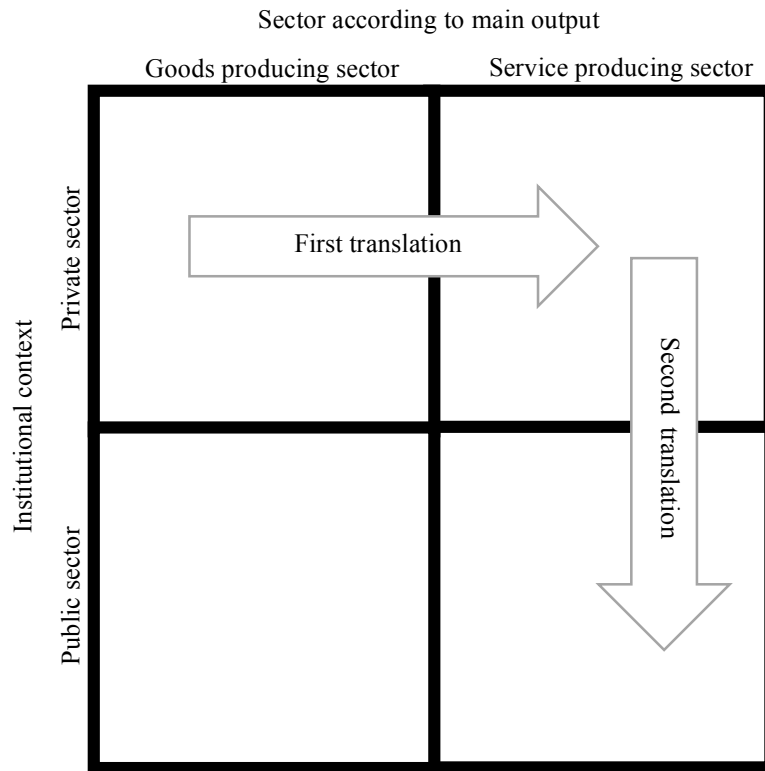 Sector according to main output
Goods producing sector
Service producing sector
Institutional context
Private sector
First translation
Second translation
Public sector